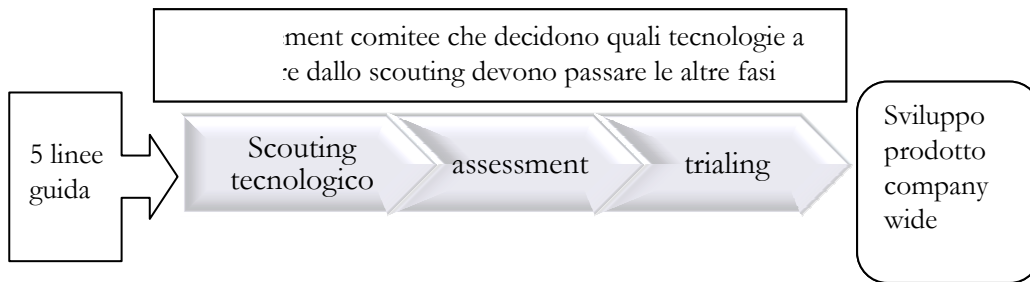 comitee che decidono quali tecnologie a
dallo scouting devono passare le altre fasi
5 linee
guida
Scouting
tecnologico
assessment
trialing
Sviluppo
prodotto
company
wide